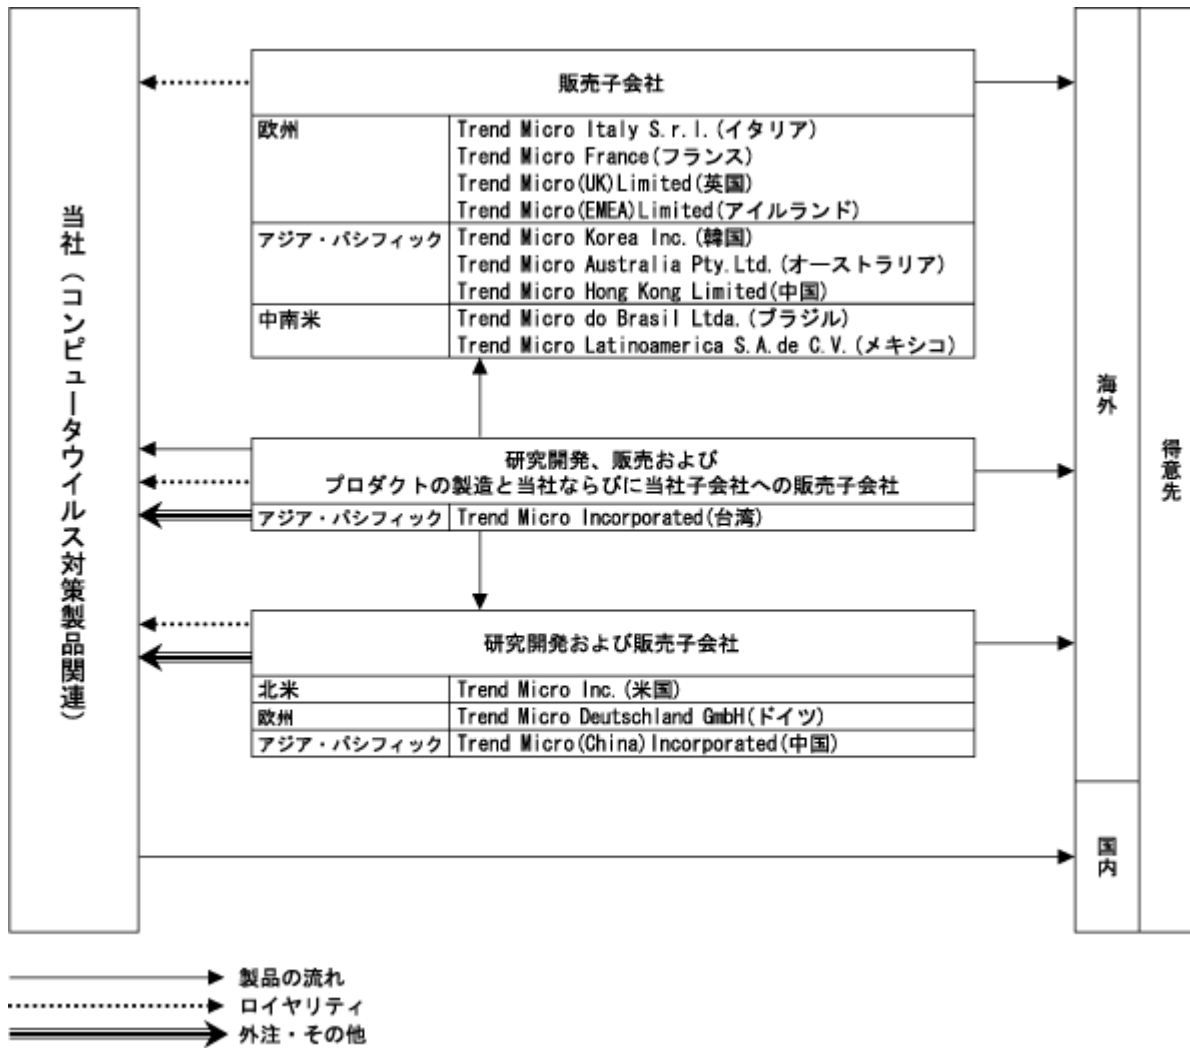 当社（コンピュータウイルス対策製品関連）
販売子会社
欧州
Trend Micro Italy S.r.l.(イタリア)
Trend Micro France(フランス)
Trend Micro(UK)Limited(英国)
Trend Micro(EMEA)Limited(アイルランド)
アジア・パシフィック
Trend Micro Korea Inc.(韓国)
Trend Micro Australia Pty.Ltd.(オーストラリア)
Trend Micro Hong Kong Limited(中国)
中南米
Trend Micro do Brasil Ltda.(ブラジル)
Trend Micro Latinoamerica S.A.de C.V.(メキシコ)
研究開発、販売および
プロダクトの製造と当社ならびに当社子会社への販売子会社
アジア・パシフィック
Trend Micro Incorporated(台湾)
研究開発および販売子会社
北米
Trend Micro Inc.(米国)
欧州
Trend Micro Deutschland GmbH(ドイツ)
アジア・パシフィック
Trend Micro(China)Incorporated(中国)
海外
国内
得意先
製品の流れ
ロイヤリティ
外注・その他